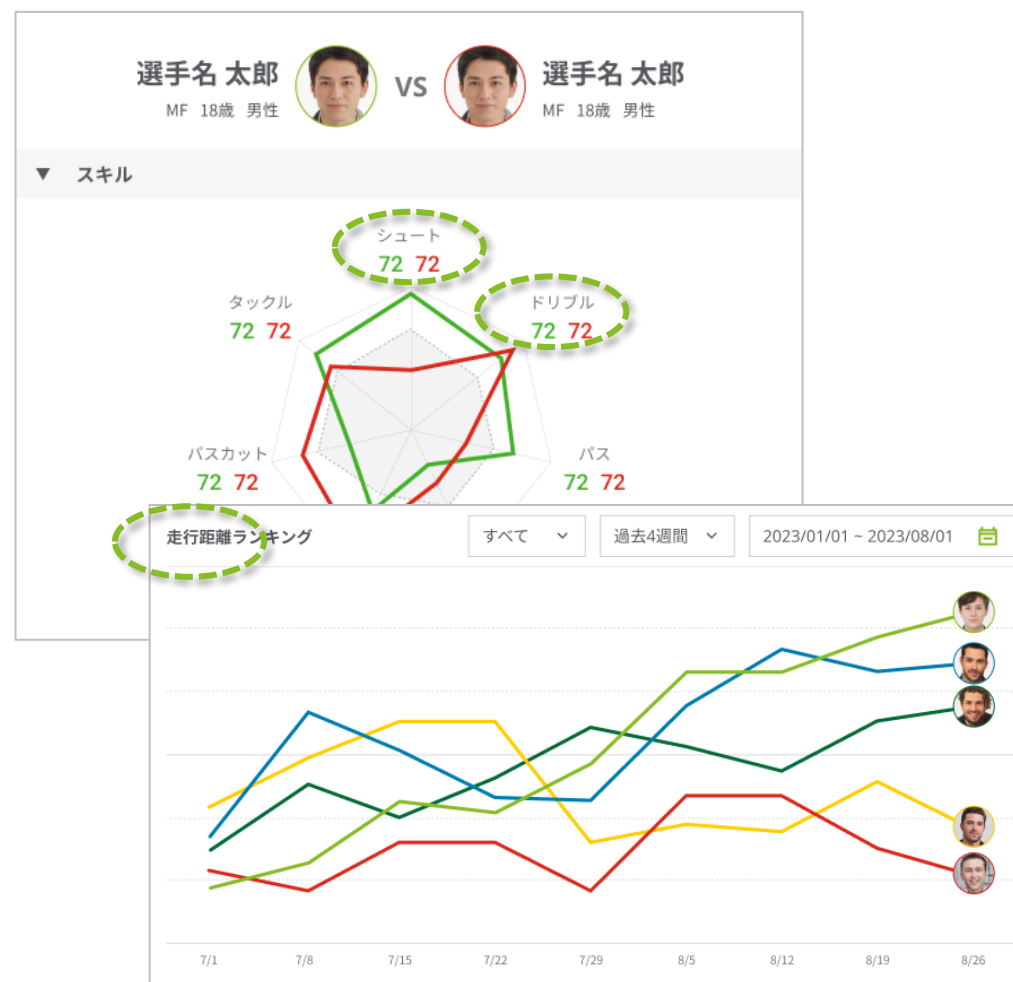 選手名 太郎
MF 18歳 男性
VS
選手名 太郎
MF 18歳 男性
▼ スキル
シュート
72 72
ドリブル
72 72
タックル
72 72
パスカット
72 72
パス
72 72
走行距離ランキング
すべて
過去4週間
2023/01/01 ~ 2023/08/01
7/1 7/8 7/15 7/22 7/29 8/5 8/12 8/19 8/26